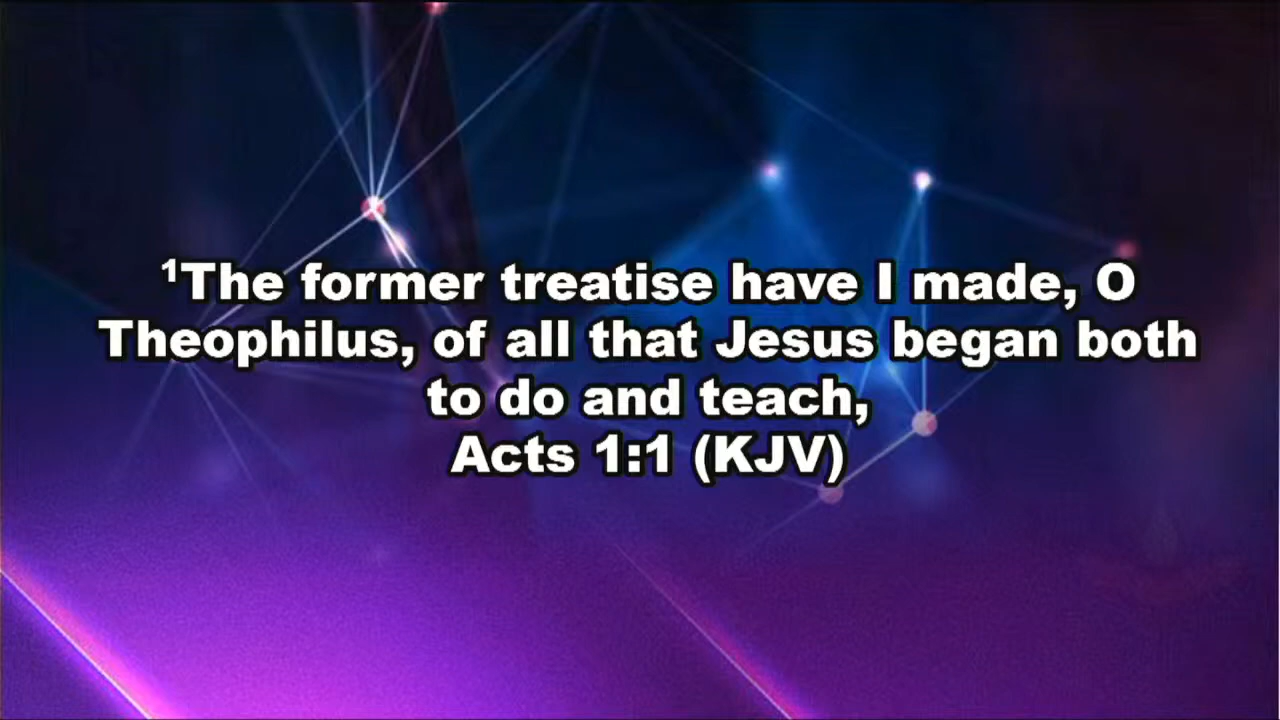 ¹The former treatise have I made, O
Theophilus, of all that Jesus began both
to do and teach,
Acts 1:1 (KJV)